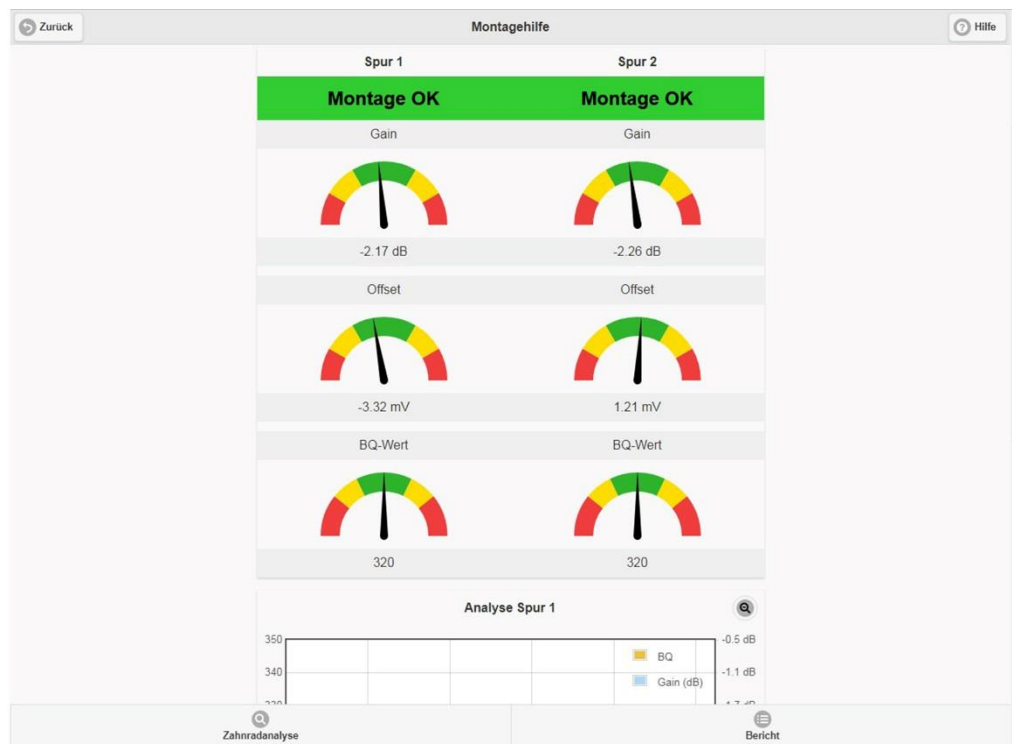 Zurück
Montagehilfe
Hilfe
Spur 1
Spur 2
Montage OK
Montage OK
Gain
Gain
-2.17 dB
-2.26 dB
Offset
Offset
-3.32 mV
1.21 mV
BQ-Wert
BQ-Wert
320
320
Analyse Spur 1
350
-0.5 dB
BQ
340
-1.1 dB
Gain (dB)
Zahnradanalyse
Bericht